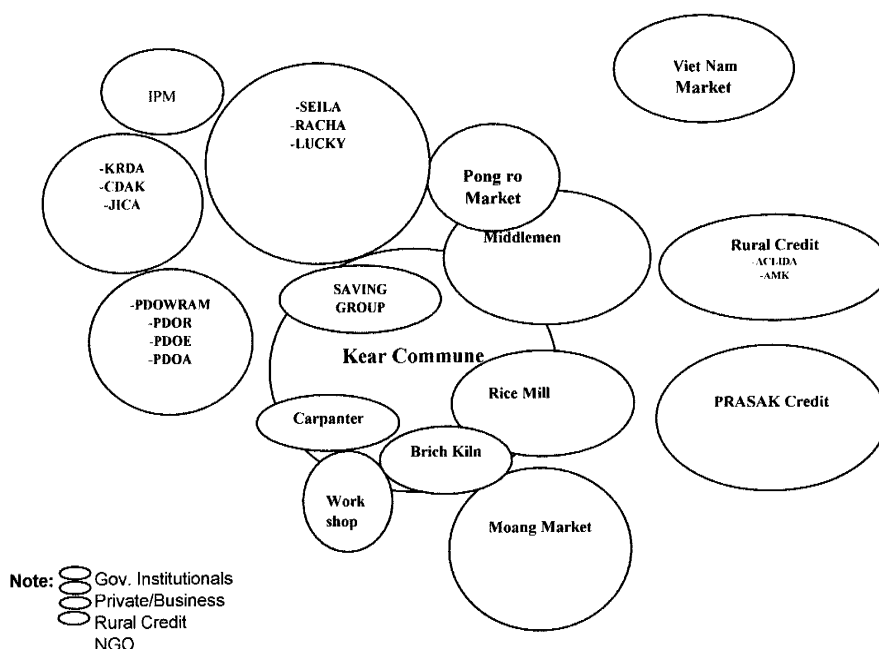 Viet Nam
Market
IPM
-SEILA
-RACHA
-LUCKY
-KRDA
-CDAK
-JICA
Pong ro
Market
Middlemen
Rural Credit
-ACLIDA
-AMK
SAVING
GROUP
-PDOWRAM
-PDOR
-PDOE
-PDOA
Kear Commune
Rice Mill
PRASAK Credit
Carpanter
Brich Kiln
Work
shop
Moang Market
Note: Gov. Institutionals
Private/Business
Rural Credit
NGO